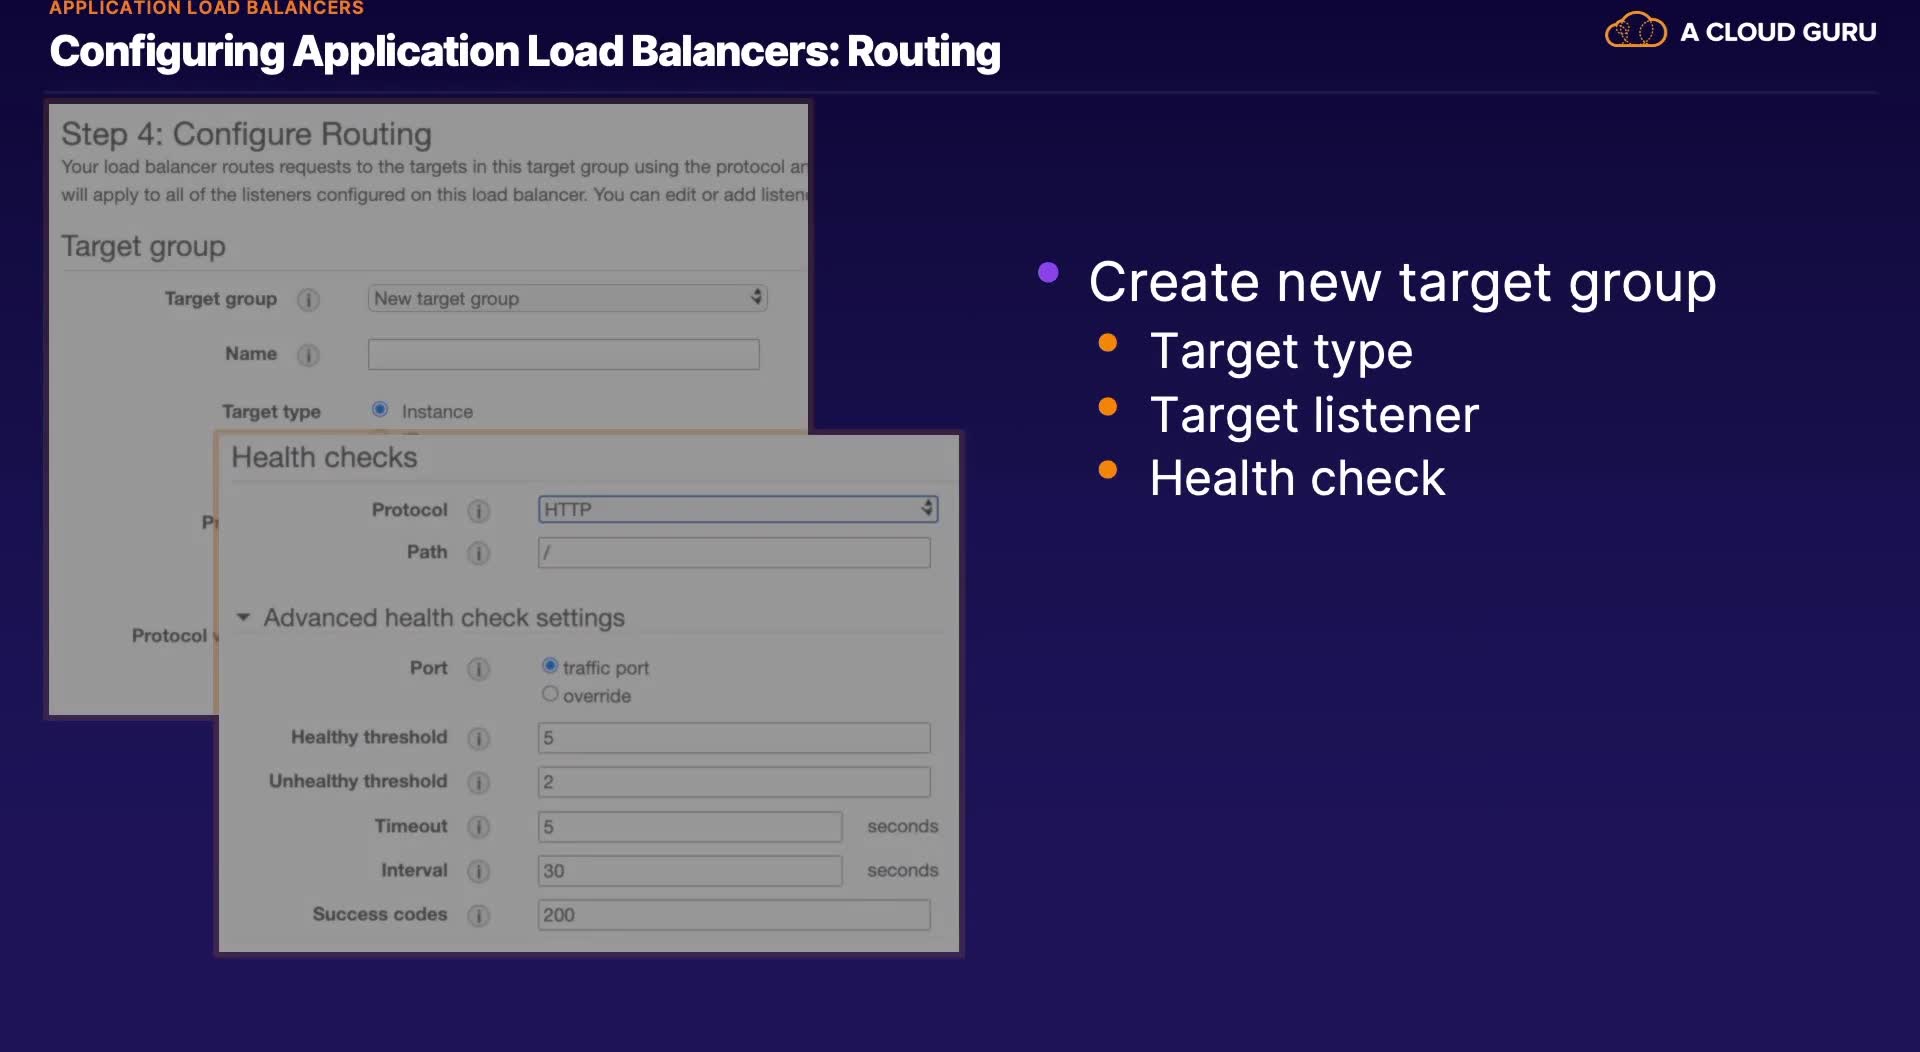 APPLICATION LOAD BALANCERS
Configuring Application Load Balancers: Routing
A CLOUD GURU
Step 4: Configure Routing
Your load balancer routes requests to the targets in this target group using the protocol
will apply to all of the listeners configured on this load balancer. You can edit or add
Target group
Target group New target group
Name
Target type Instance
Protocol
Health checks
Protocol HTTP
Path /
Advanced health check settings
Port traffic port
override
Healthy threshold 5
Unhealthy threshold 2
Timeout 5 seconds
Interval 30 seconds
Success codes 200
Create new target group
Target type
Target listener
Health check